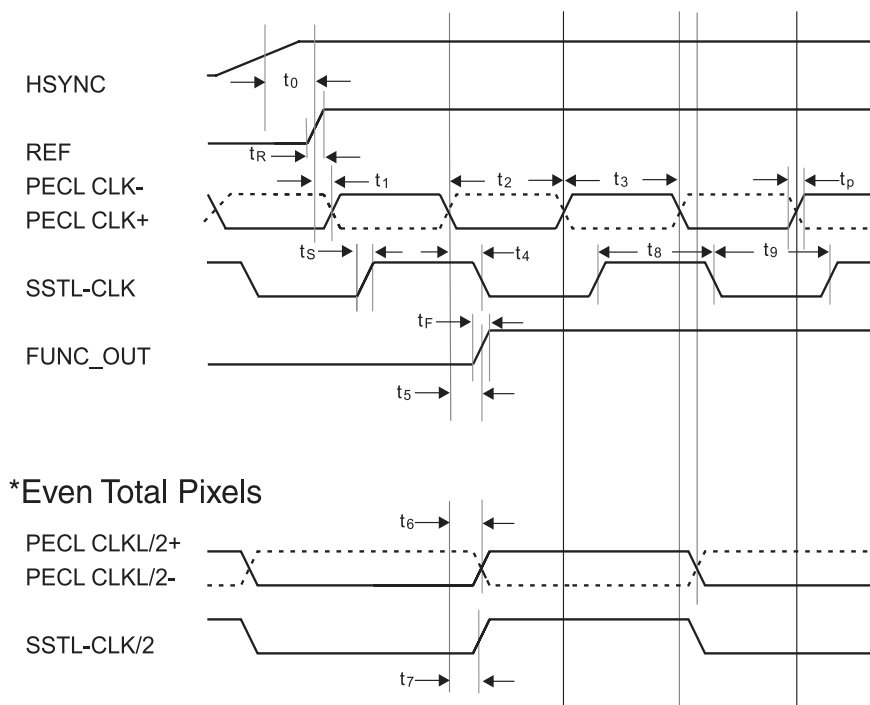 HSYNC
t0
REF
tR
PECL CLK-
t1 t2 t3 tp
PECL CLK+
tS t4 t8 t9
SSTL-CLK
tF
FUNC_OUT
t5
*Even Total Pixels
t6
PECL CLKL/2+
PECL CLKL/2-
SSTL-CLK/2
t7